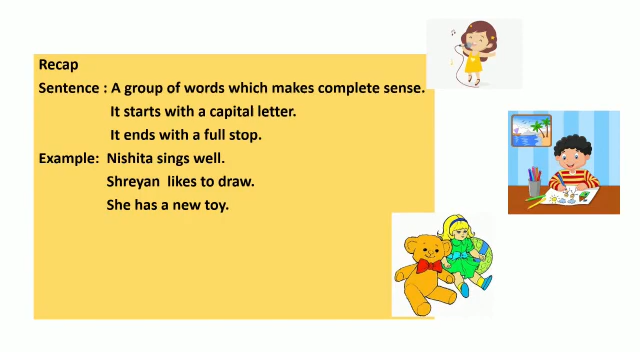 Recap
Sentence : A group of words which makes complete sense.
It starts with a capital letter.
It ends with a full stop.
Example: Nishita sings well.
Shreyan likes to draw.
She has a new toy.